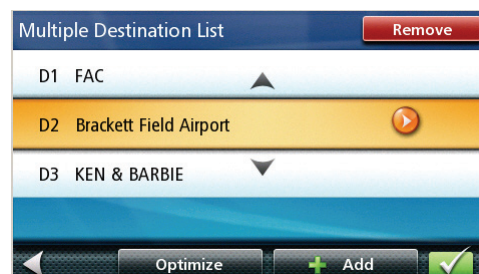 Multiple Destination List Remove
D1 FAC
D2 Brackett Field Airport
D3 KEN & BARBIE
Optimize Add